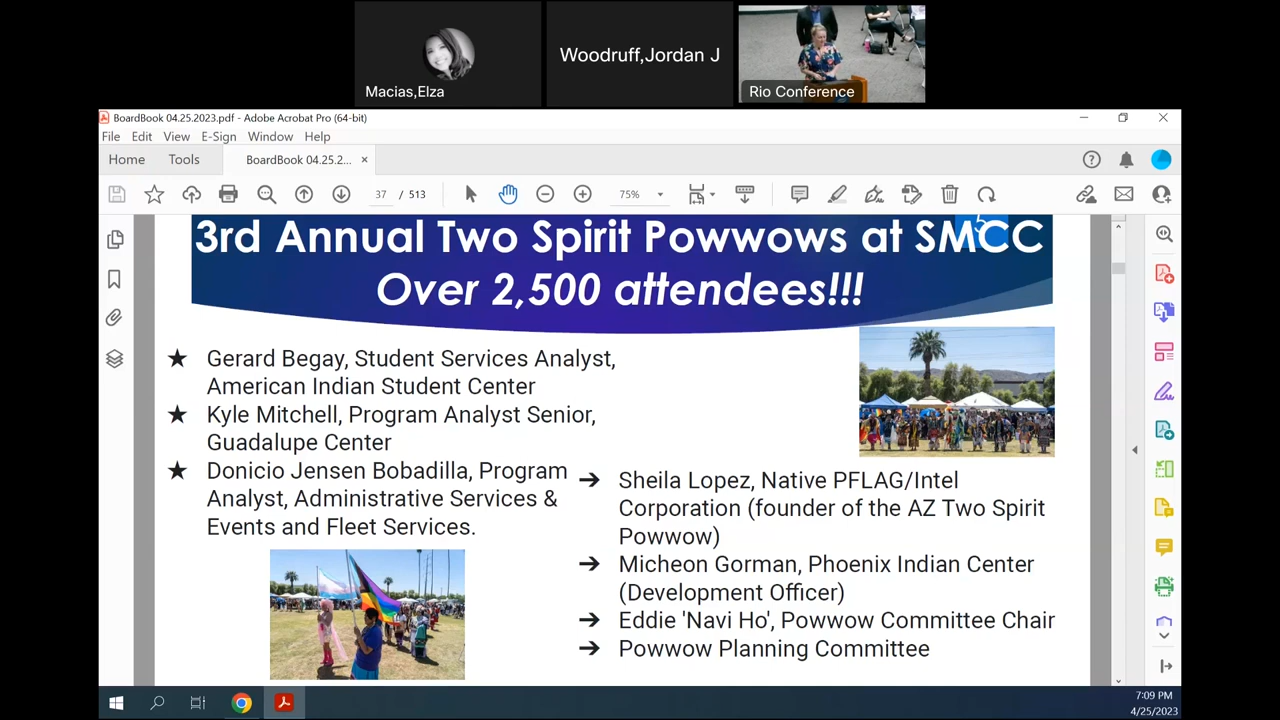 Macias,Elza
Woodruff,Jordan J
Rio Conference
BoardBook 04.25.2023.pdf - Adobe Acrobat Pro (64-bit)
File Edit View E-Sign Window Help
Home Tools BoardBook 04.25.2... ×
37 / 513 75%
3rd Annual Two Spirit Powwows at SMCC
Over 2,500 attendees!!!
★ Gerard Begay, Student Services Analyst,
American Indian Student Center
★ Kyle Mitchell, Program Analyst Senior,
Guadalupe Center
★ Donicio Jensen Bobadilla, Program
Analyst, Administrative Services &
Events and Fleet Services.
➔ Sheila Lopez, Native PFLAG/Intel
Corporation (founder of the AZ Two Spirit
Powwow)
➔ Micheon Gorman, Phoenix Indian Center
(Development Officer)
➔ Eddie 'Navi Ho', Powwow Committee Chair
➔ Powwow Planning Committee
7:09 PM
4/25/2023